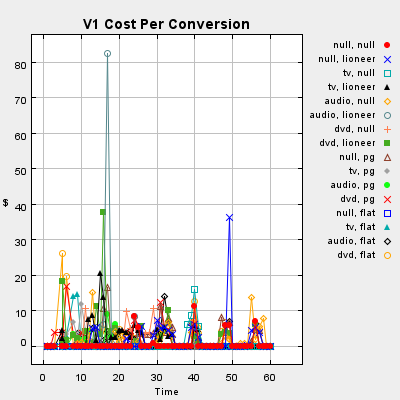 V1 Cost Per Conversion
null, null
null, lioneer
tv, null
tv, lioneer
audio, null
audio, lioneer
dvd, null
dvd, lioneer
null, pg
tv, pg
audio, pg
dvd, pg
null, flat
tv, flat
audio, flat
dvd, flat
80
70
60
50
40
30
20
10
0
$
0 10 20 30 40 50 60
Time